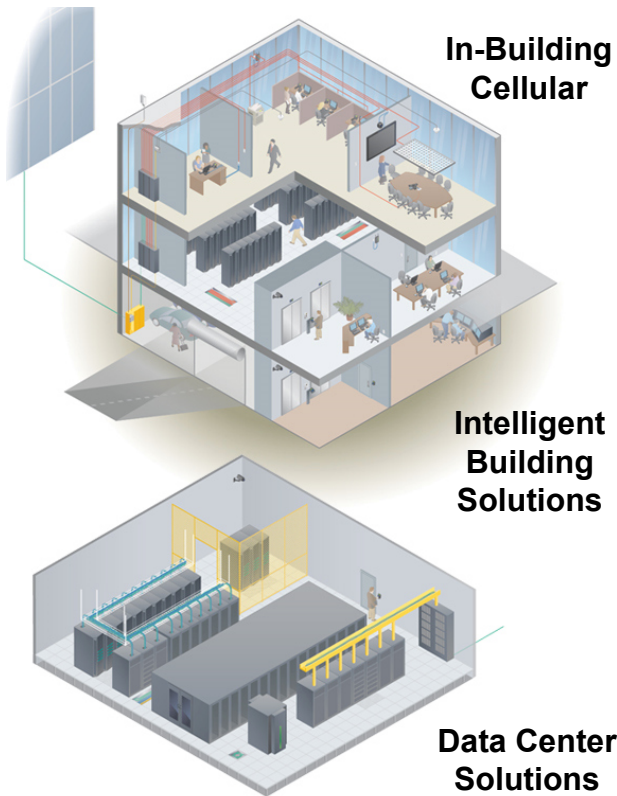 In-Building
Cellular
Intelligent
Building
Solutions
Data Center
Solutions